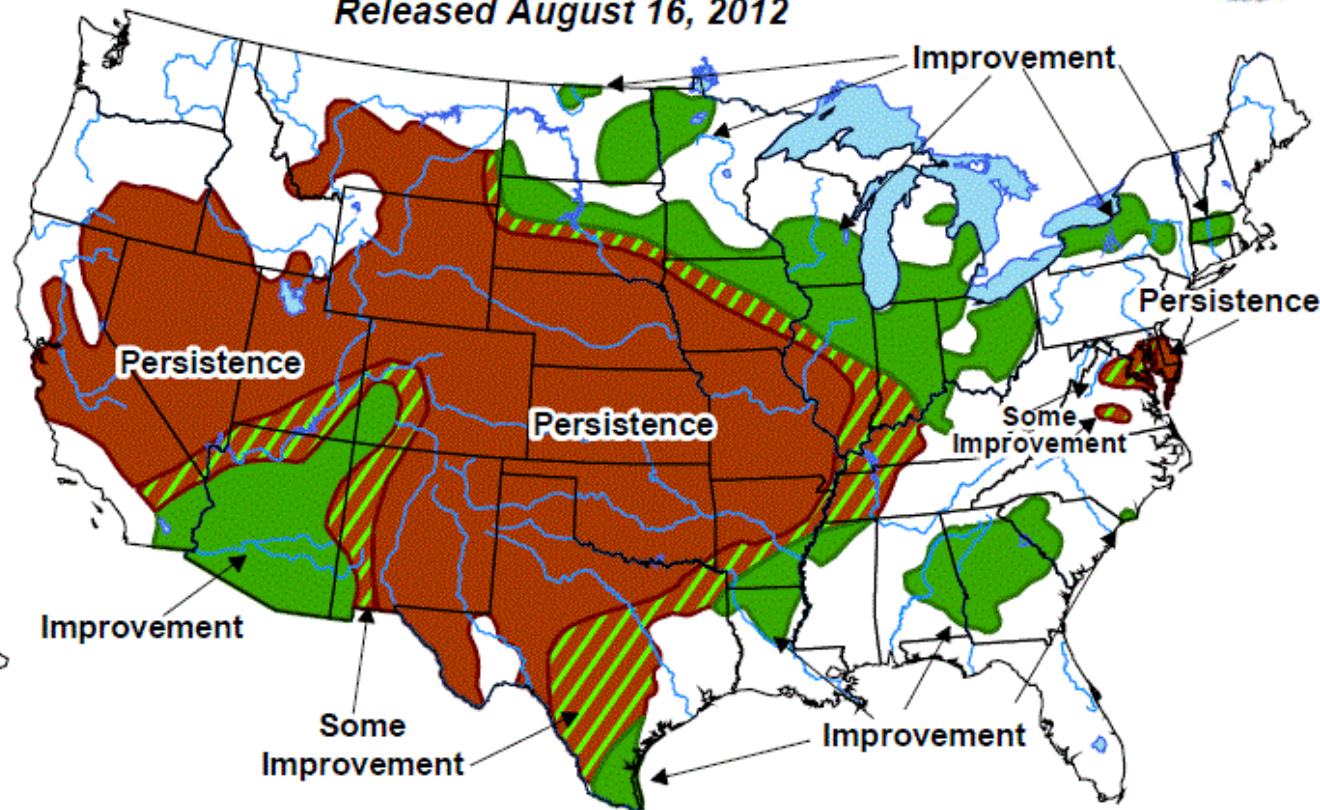 Released August 16, 2012
Improvement
Persistence
Persistence
Persistence
Some
Improvement
Improvement
Some
Improvement
Improvement